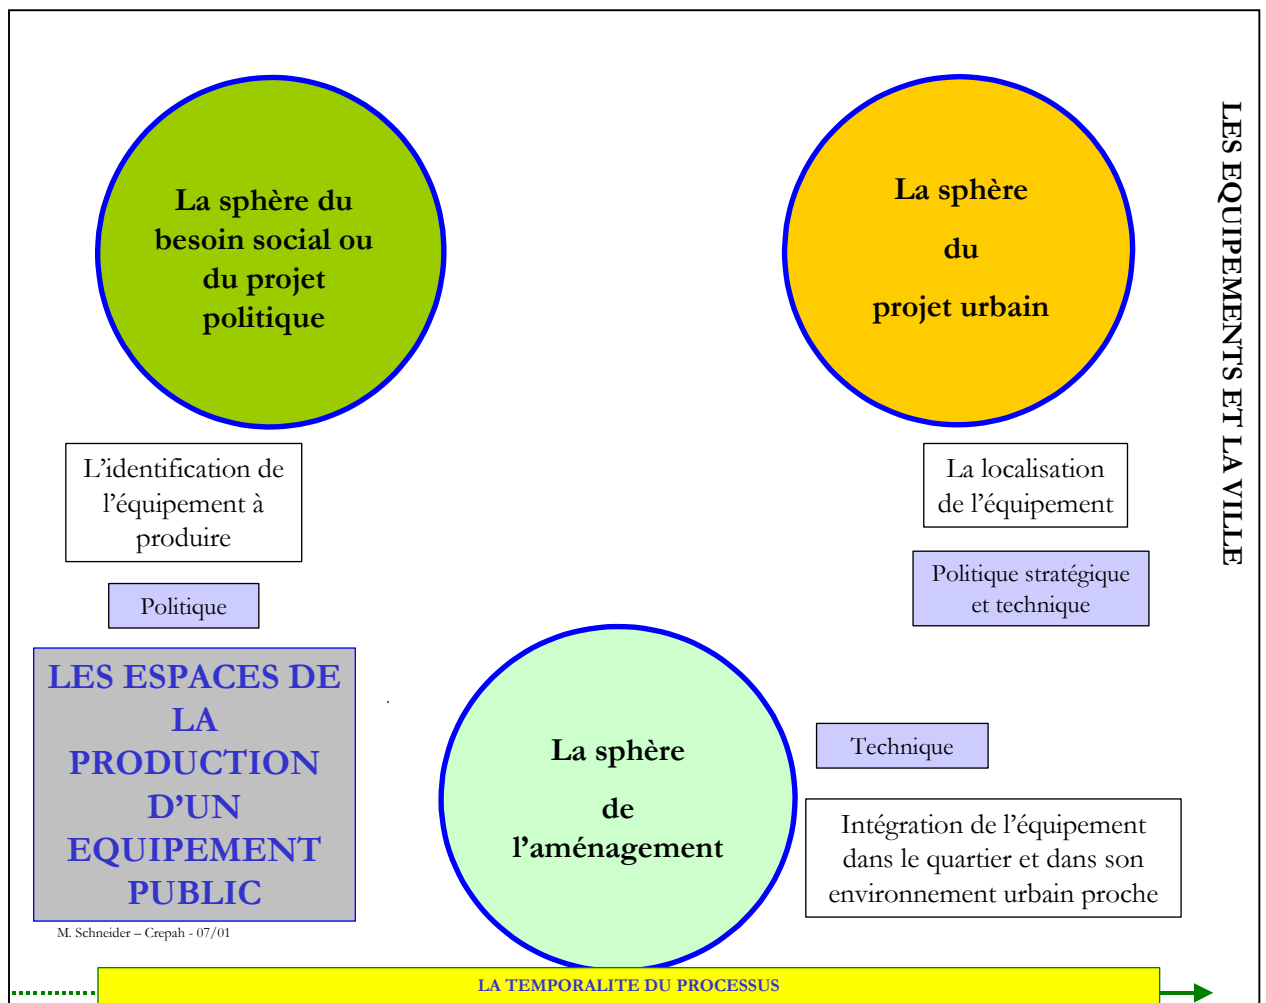 La sphère du
besoin social ou
du projet
politique
La sphère
du
projet urbain
LES EQUIPEMENTS ET LA VILLE
L’identification de
l’équipement à
produire
La localisation
de l’équipement
Politique
Politique stratégique
et technique
LES ESPACES DE
LA
PRODUCTION
D’UN
EQUIPEMENT
PUBLIC
La sphère
de
l’aménagement
Technique
Intégration de l’équipement
dans le quartier et dans son
environnement urbain proche
M. Schneider – Crepah - 07/01
LA TEMPORALITE DU PROCESSUS